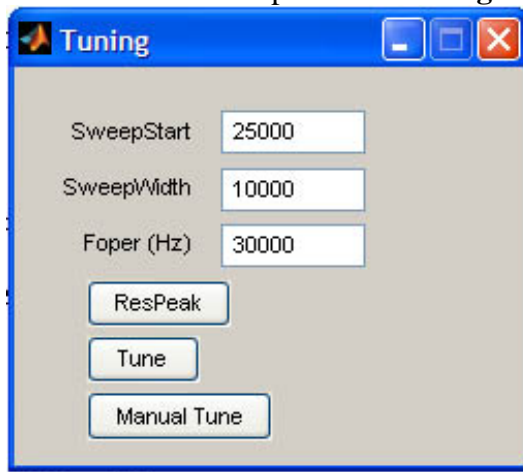 Tuning
SweepStart 25000
SweepWidth 10000
Foper (Hz) 30000
ResPeak
Tune
Manual Tune